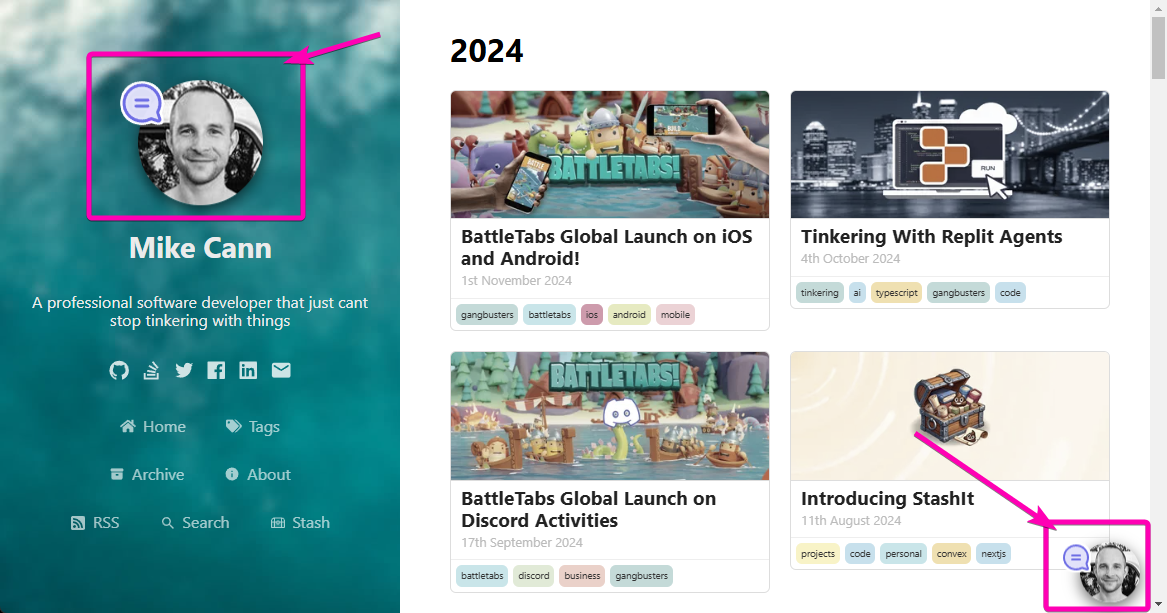 Mike Cann
A professional software developer that just cant
stop tinkering with things
Home
Tags
Archive
About
RSS
Search
Stash
2024
BUILD
BATTLE
BATTLETABS!
BattleTabs Global Launch on iOS
and Android!
1st November 2024
gangbusters battletabs ios android mobile
RUN
Tinkering With Replit Agents
4th October 2024
tinkering ai typescript gangbusters code
BATTLETABS!
BattleTabs Global Launch on
Discord Activities
17th September 2024
battletabs discord business gangbusters
Introducing StashIt
11th August 2024
projects code personal convex nextjs